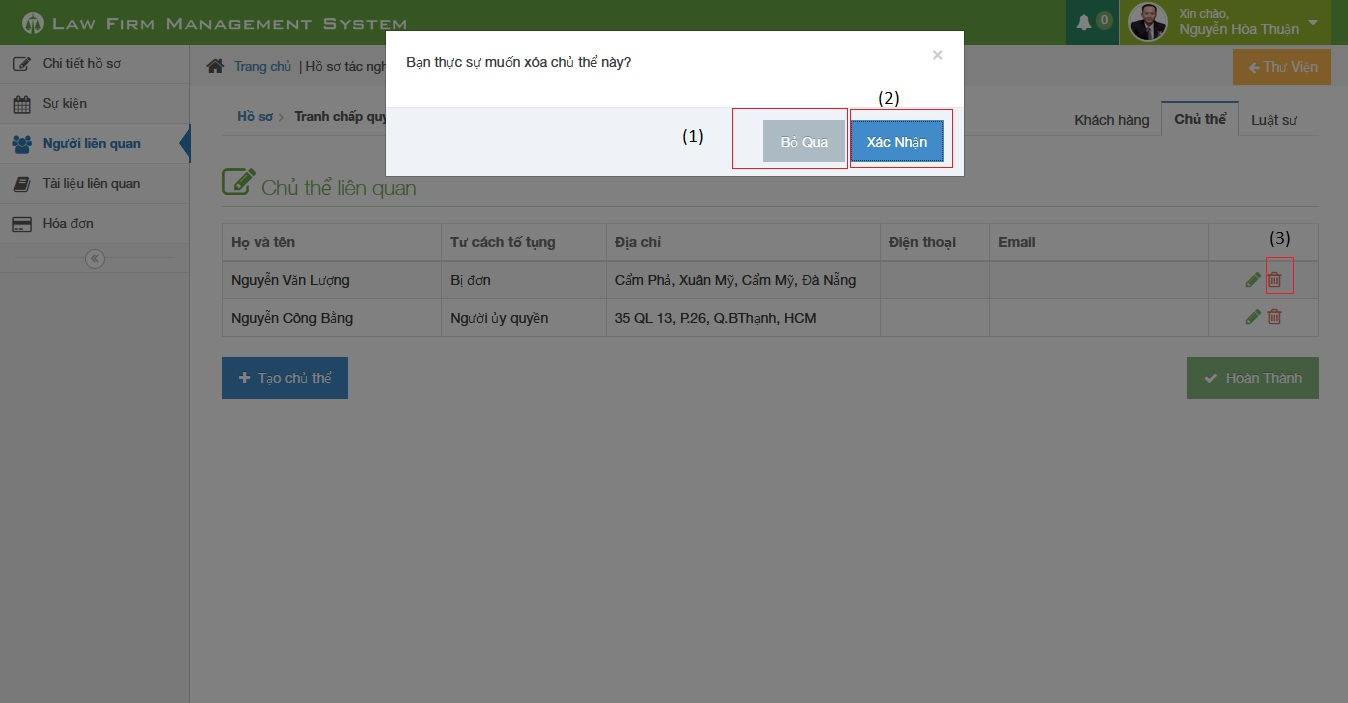 LAW FIRM MANAGEMENT SYSTEM
0
Xin chào,
Nguyễn Hòa Thuận
Chi tiết hồ sơ
Sự kiện
Người liên quan
Tài liệu liên quan
Hóa đơn
Trang chủ | Hồ sơ tác
Thư Viện
Bạn thực sự muốn xóa chủ thể này?
×
(1)
(2)
Bỏ Qua
Xác Nhận
Hồ sơ > Tranh chấp
Khách hàng
Chủ thể
Luật sư
Chủ thể liên quan
(3)
Họ và tên Tư cách tố tụng Địa chỉ Điện thoại Email
Nguyễn Văn Lượng Bị đơn Cẩm Phả, Xuân Mỹ, Cẩm Mỹ, Đà Nẵng
Nguyễn Công Bằng Người ủy quyền 35 QL 13, P.26, Q.BThạnh, HCM
Tạo chủ thể
Hoàn Thành